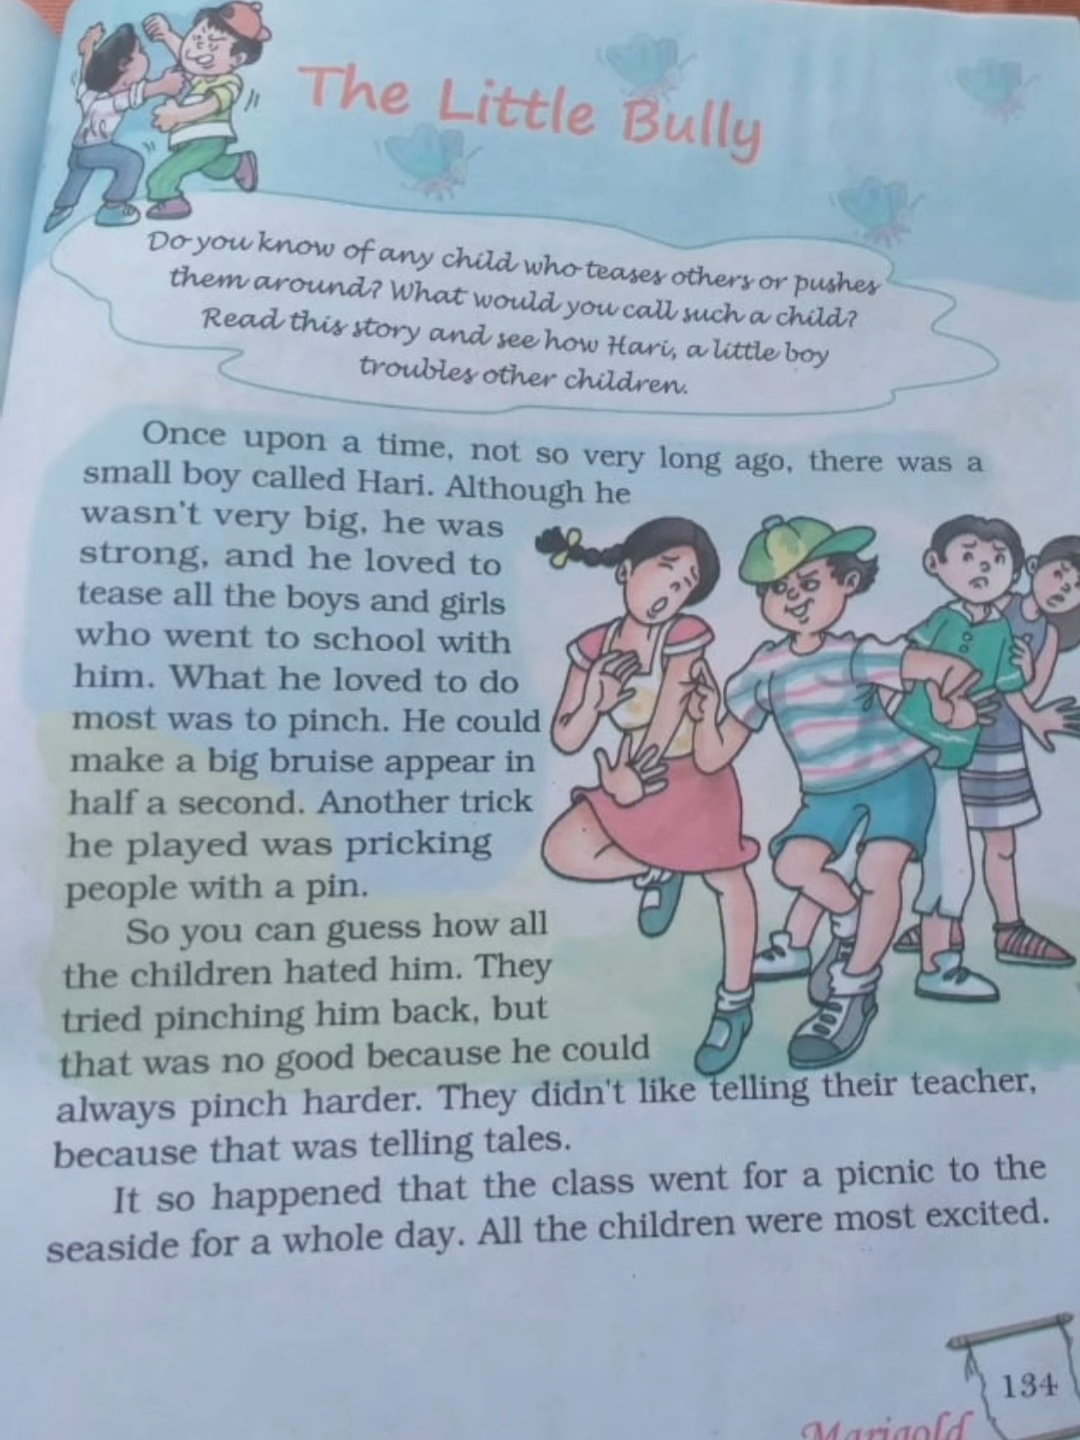 The Little Bully
Do you know of any child who teases others or pushes
them around? What would you call such a child?
Read this story and see how Hari, a little boy
troubles other children.
Once upon a time, not so very long ago, there was a
small boy called Hari. Although he
wasn't very big, he was
strong, and he loved to
tease all the boys and girls
who went to school with
him. What he loved to do
most was to pinch. He could
make a big bruise appear in
half a second. Another trick
he played was pricking
people with a pin.
So you can guess how all
the children hated him. They
tried pinching him back, but
that was no good because he could
always pinch harder. They didn't like telling their teacher,
because that was telling tales.
It so happened that the class went for a picnic to the
seaside for a whole day. All the children were most excited.
134
Marigold